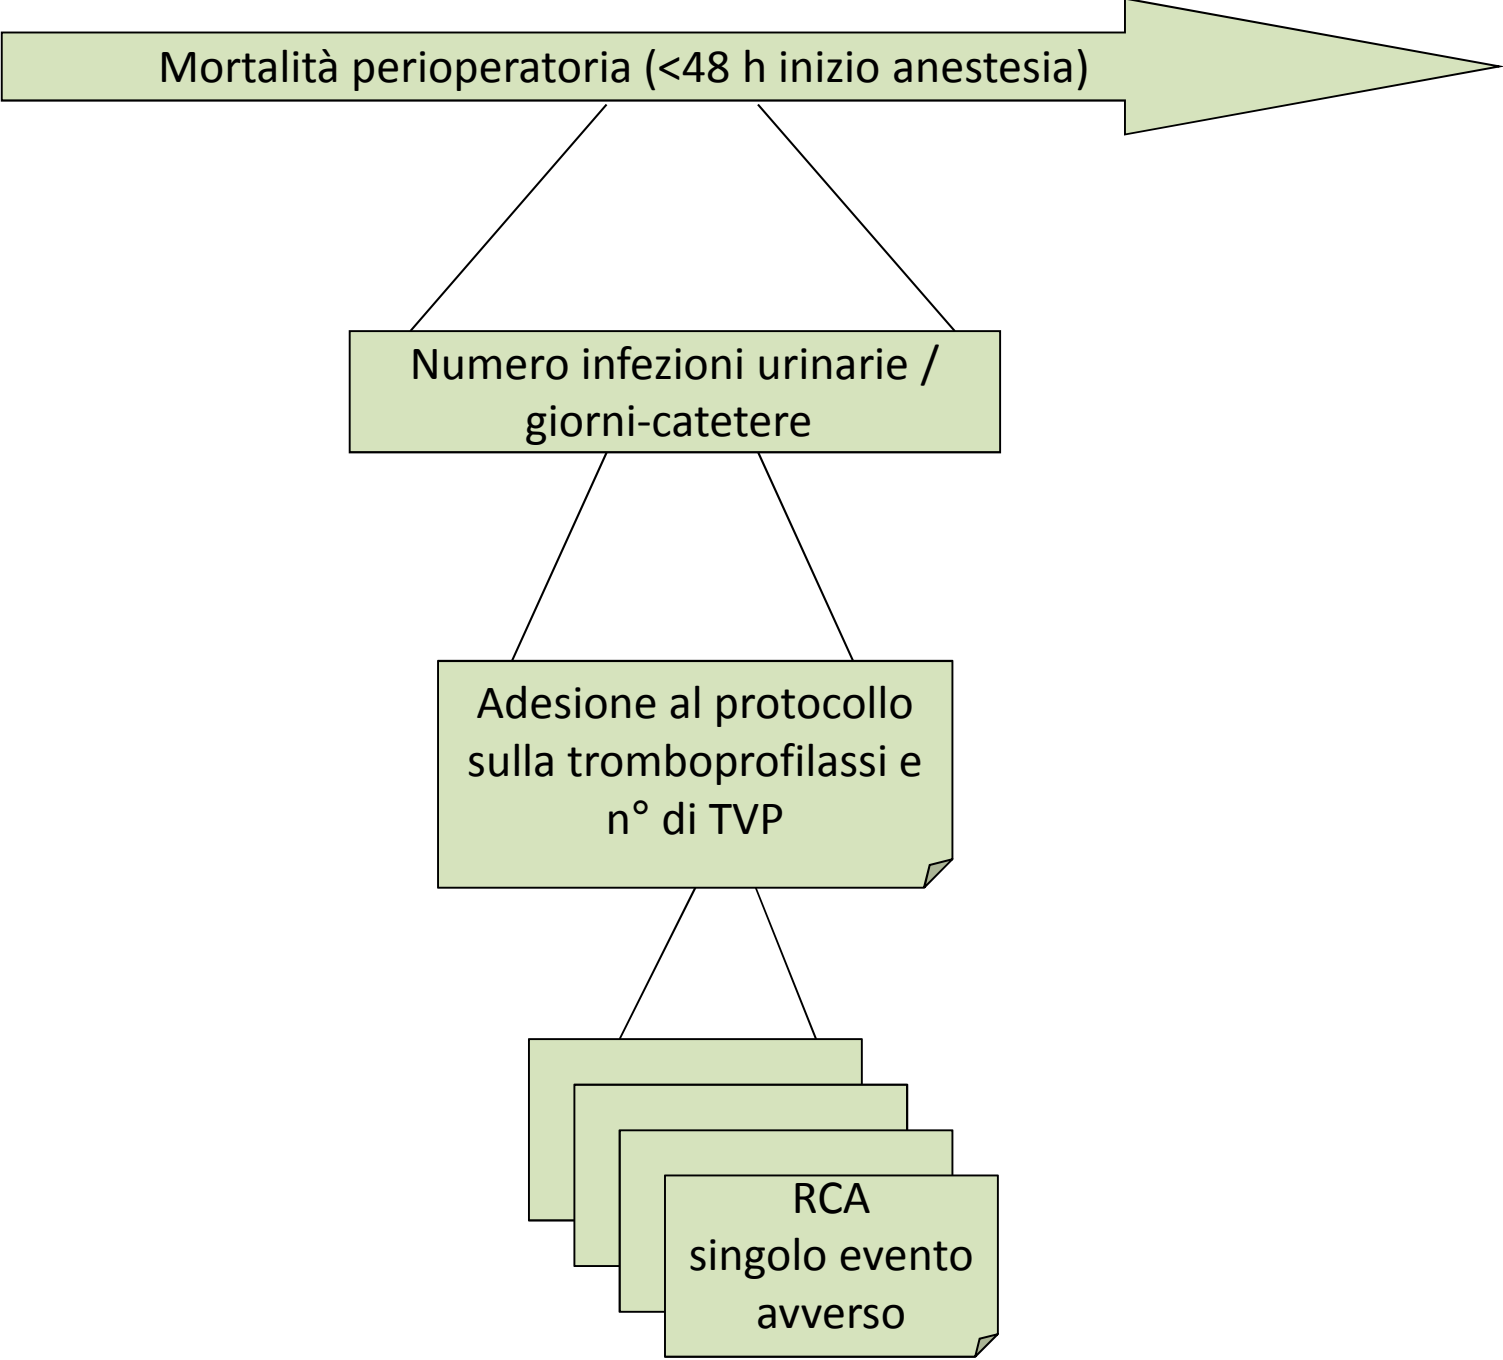 Mortalità perioperatoria (<48 h inizio anestesia)
Numero infezioni urinarie /
giorni-catetere
Adesione al protocollo
sulla tromboprofilassi e
n° di TVP
RCA
singolo evento
avverso